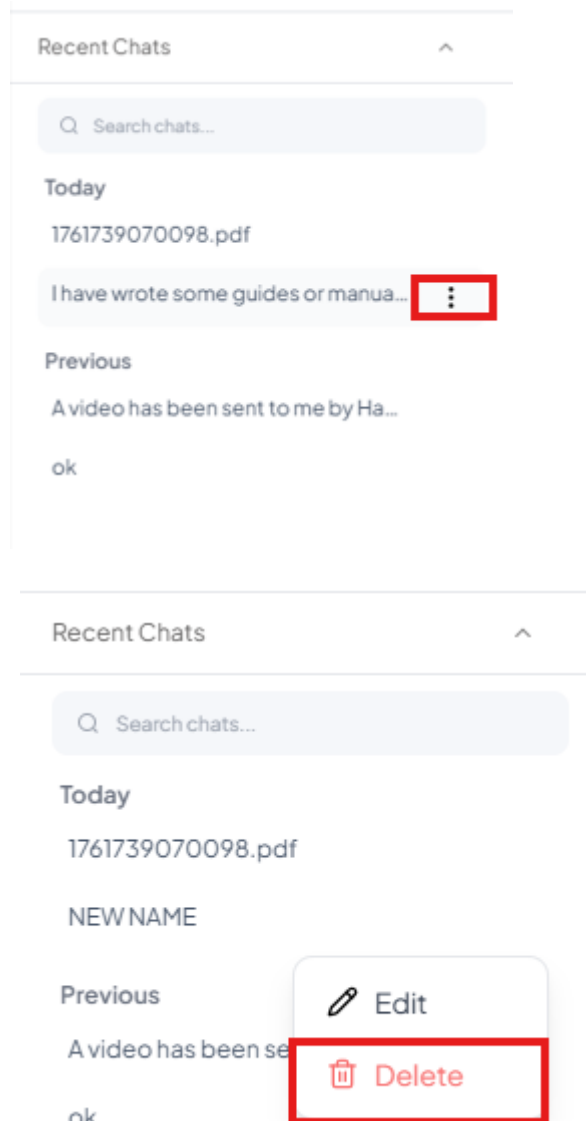 Recent Chats
Search chats...
Today
1761739070098.pdf
I have wrote some guides or manua...
Previous
A video has been sent to me by Ha...
ok
Recent Chats
Search chats...
Today
1761739070098.pdf
NEW NAME
Previous
Edit
A video has been se
Delete
ok